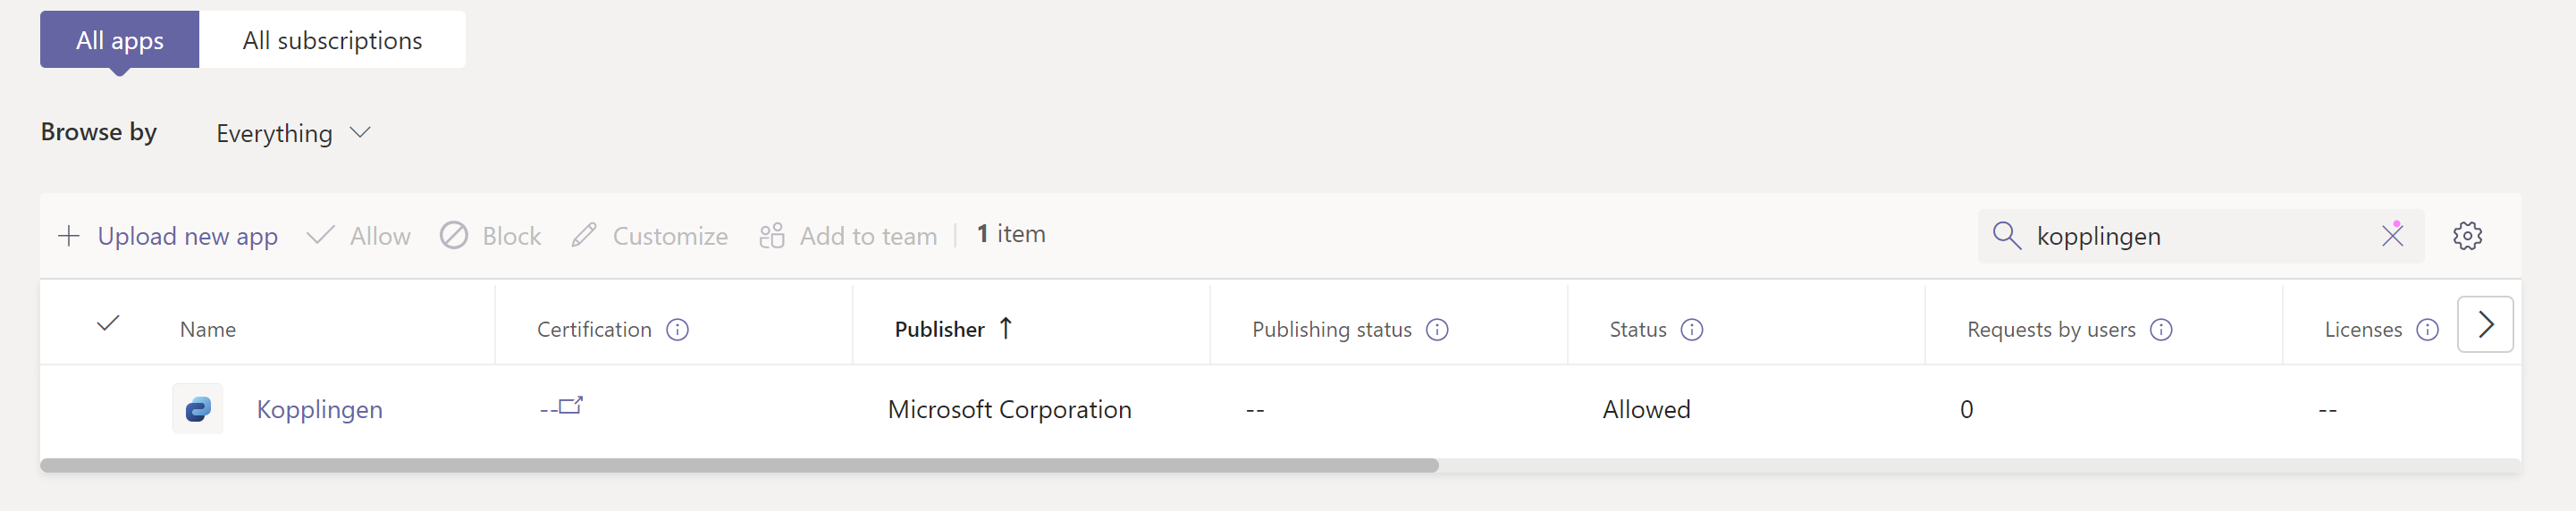 All apps All subscriptions
Browse by Everything
Upload new app Allow Block Customize Add to team 1 item kopplingen
Name Certification Publisher Publishing status Status Requests by users Licenses
Kopplingen -- Microsoft Corporation -- Allowed 0 --